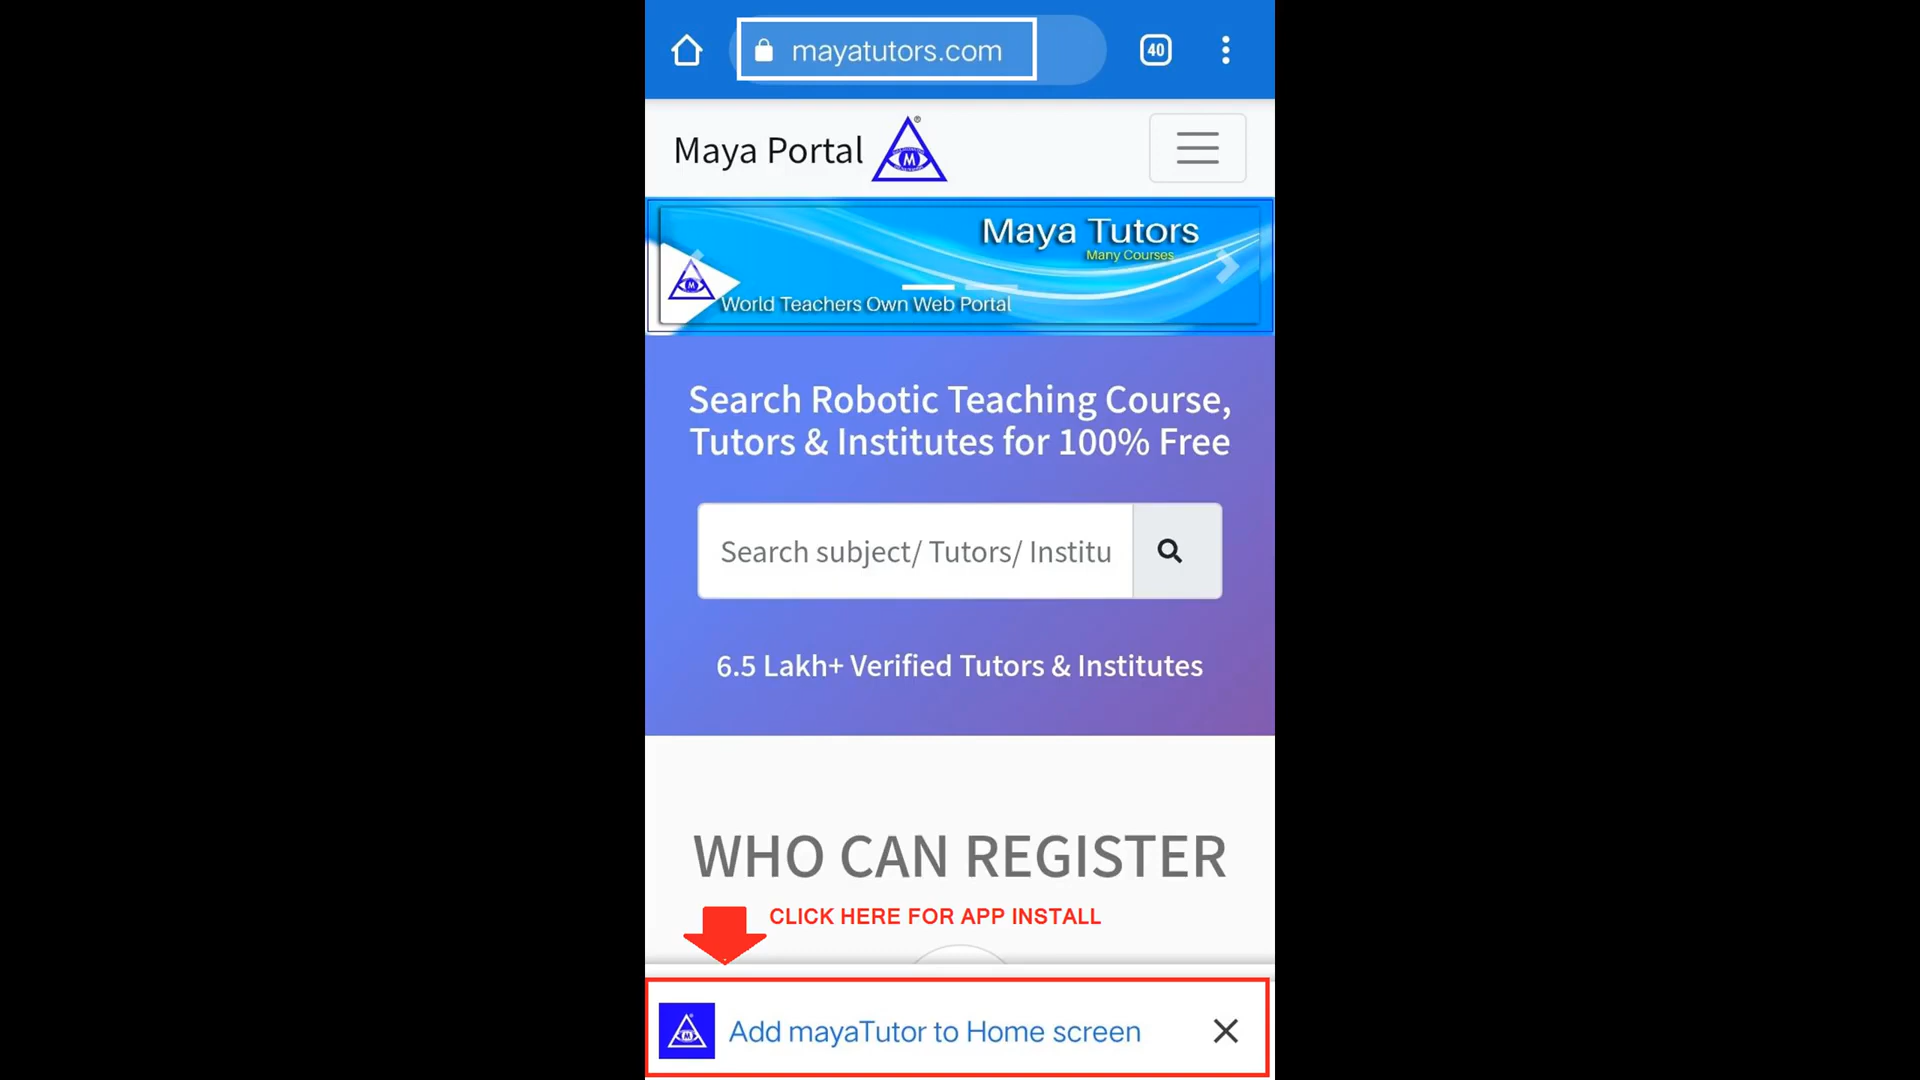 mayatutors.com
40
Maya Portal
M
Maya Tutors
Many Courses
M
World Teachers Own Web Portal
Search Robotic Teaching Course,
Tutors & Institutes for 100% Free
Search subject/ Tutors/ Institu
6.5 Lakh+ Verified Tutors & Institutes
WHO CAN REGISTER
CLICK HERE FOR APP INSTALL
M
Add mayaTutor to Home screen